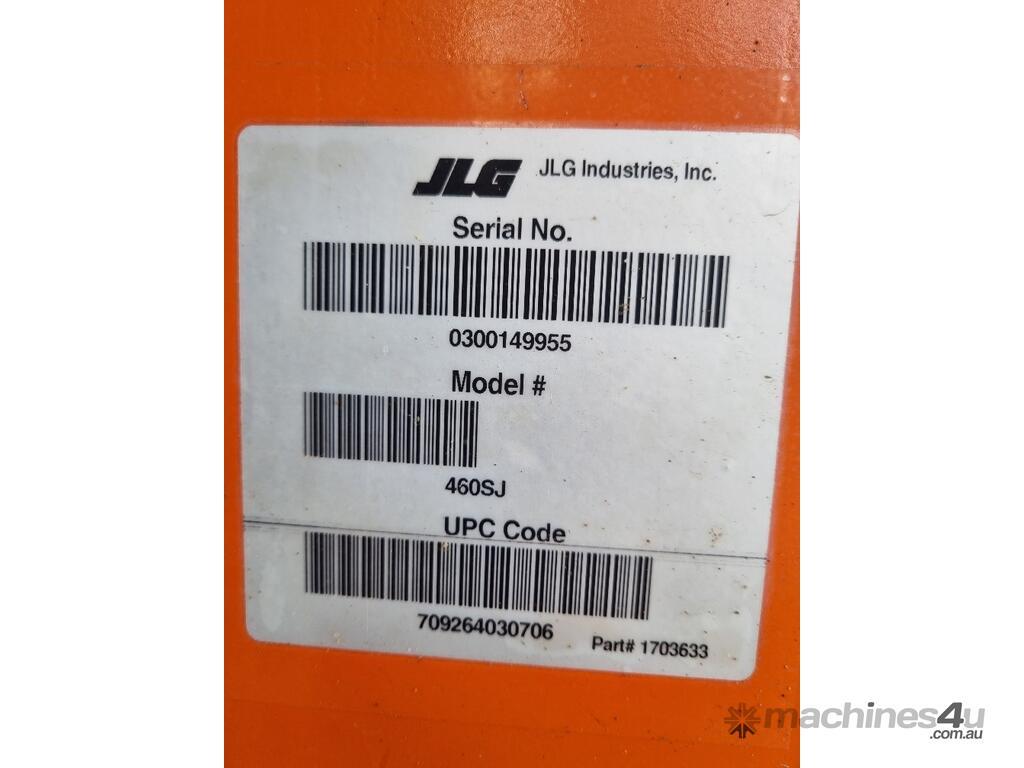 JLG JLG Industries, Inc.
Serial No.
0300149955
Model #
460SJ
UPC Code
709264030706
Part# 1703633
machines4u
.com.au